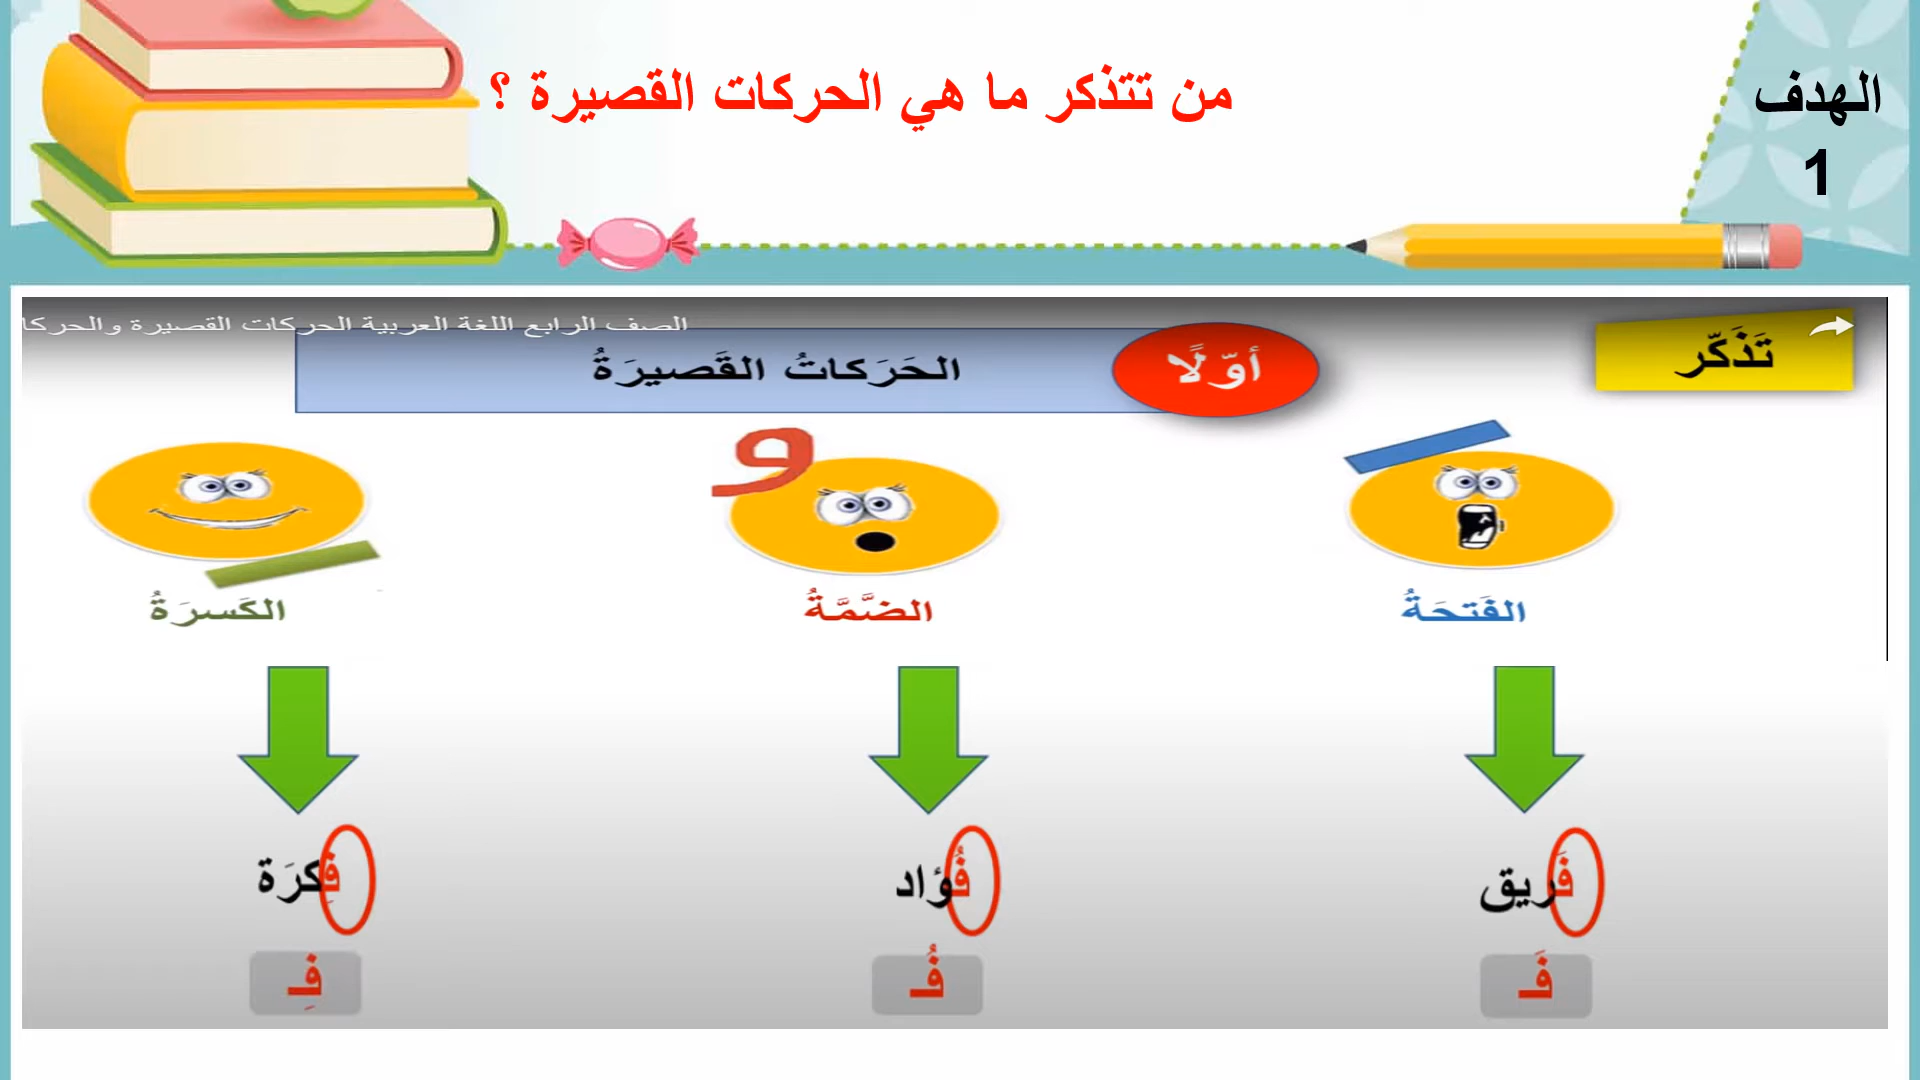 من تتذكر ما هي الحركات القصيرة ؟
الهدف
1
الصف الرابع اللغة العربية الحركات القصيرة والحركا
تَذَكّر
أوّلًا
الحَرَكاتُ القَصيرَةُ
و
الفَتحَةُ
الضَّمَّةُ
الكَسرَةُ
فَريق
فُؤاد
فِكرَة
فَـ
فُـ
فِـ